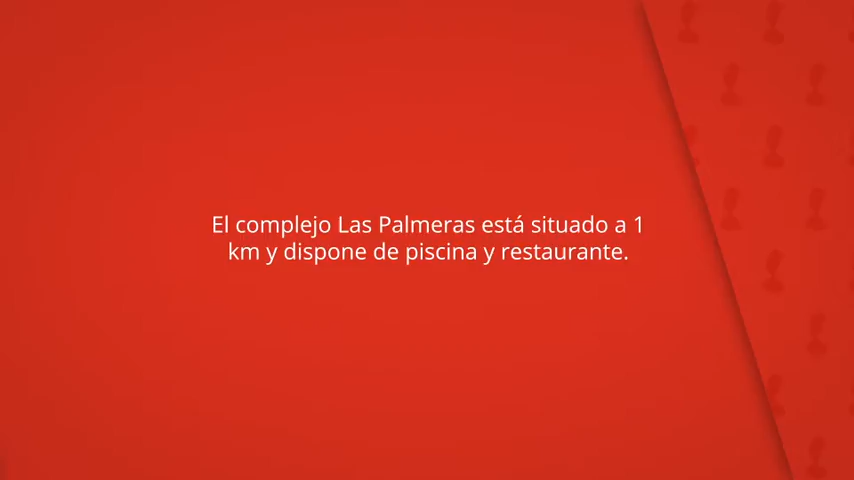 El complejo Las Palmeras está situado a 1
km y dispone de piscina y restaurante.